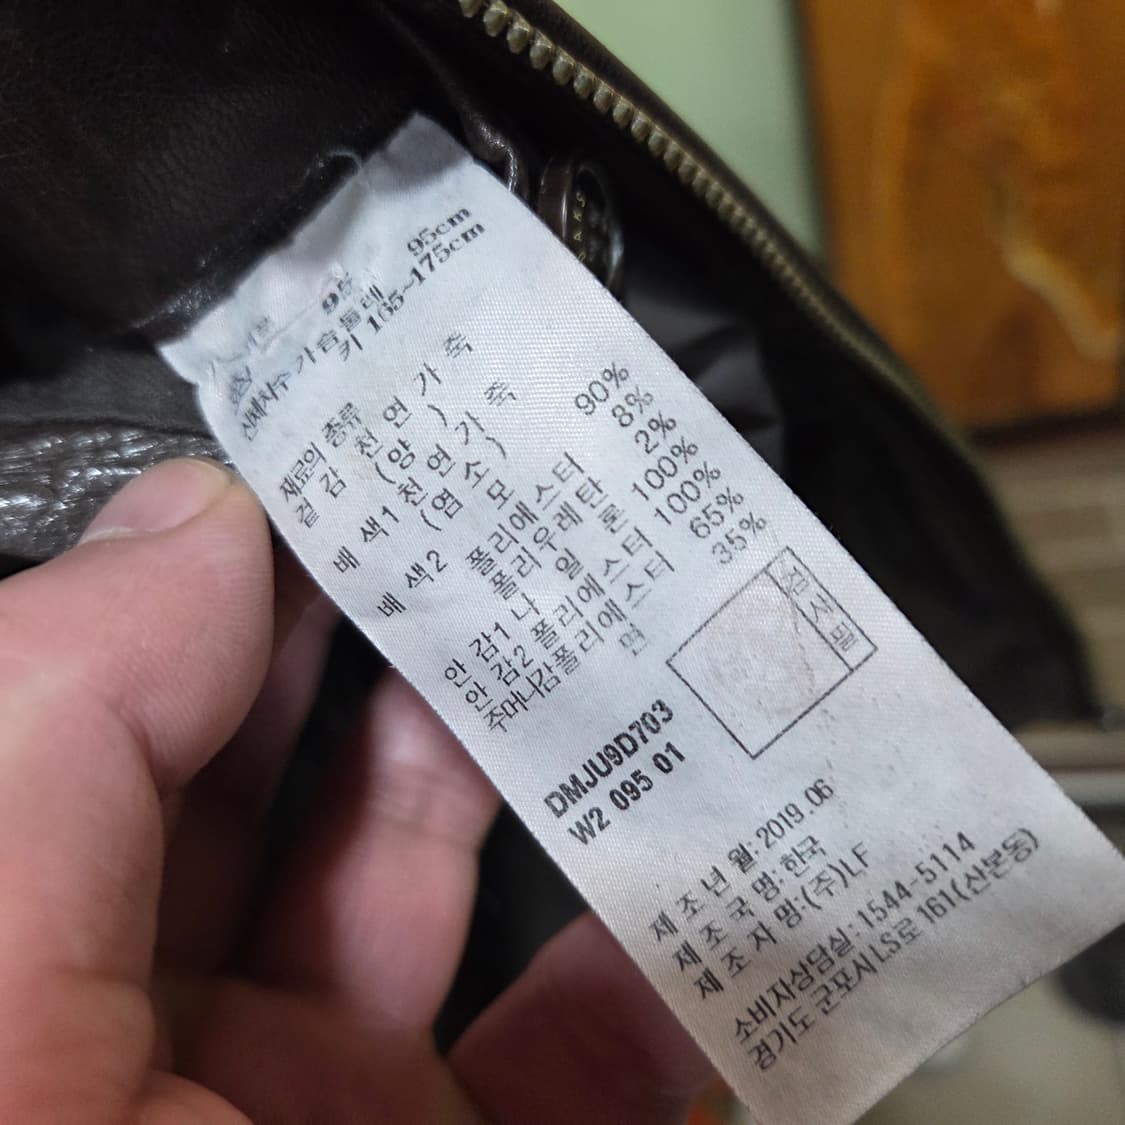 95cm
신체치수 가슴둘레
키 165~175cm
재료의 종류
겉 감 천 연 가 죽
( 양 )
배 색1 천 연 가 죽
( 염 소 )
배 색2 모 90%
폴리에스터 8%
폴리우레탄 2%
안 감1 나 일 론 100%
안 감2 폴리에스터 100%
주머니감폴리에스터 65%
면 35%
검사필
DMJU9D703
W2 095 01
제 조 년 월:2019.06
제 조 국 명:한국
제 조 자 명:(주)LF
소비자상담실:1544-5114
경기도 군포시 LS로 161(산본동)